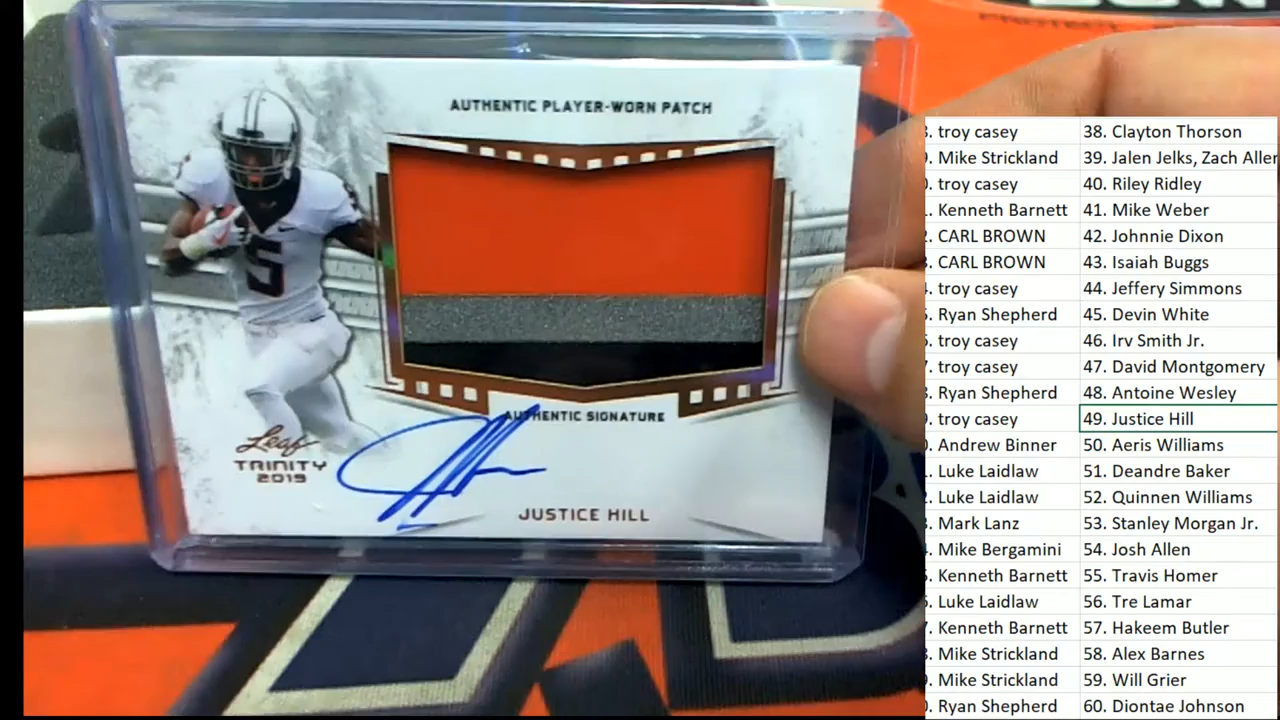 AUTHENTIC PLAYER-WORN PATCH
5
AUTHENTIC SIGNATURE
Leaf
TRINITY
2019
JUSTICE HILL
. troy casey 38. Clayton Thorson
. Mike Strickland 39. Jalen Jelks, Zach Allen
. troy casey 40. Riley Ridley
. Kenneth Barnett 41. Mike Weber
. CARL BROWN 42. Johnnie Dixon
. CARL BROWN 43. Isaiah Buggs
. troy casey 44. Jeffery Simmons
. Ryan Shepherd 45. Devin White
. troy casey 46. Irv Smith Jr.
. troy casey 47. David Montgomery
. Ryan Shepherd 48. Antoine Wesley
. troy casey 49. Justice Hill
. Andrew Binner 50. Aeris Williams
. Luke Laidlaw 51. Deandre Baker
. Luke Laidlaw 52. Quinnen Williams
. Mark Lanz 53. Stanley Morgan Jr.
. Mike Bergamini 54. Josh Allen
. Kenneth Barnett 55. Travis Homer
. Luke Laidlaw 56. Tre Lamar
. Kenneth Barnett 57. Hakeem Butler
. Mike Strickland 58. Alex Barnes
. Mike Strickland 59. Will Grier
. Ryan Shepherd 60. Diontae Johnson